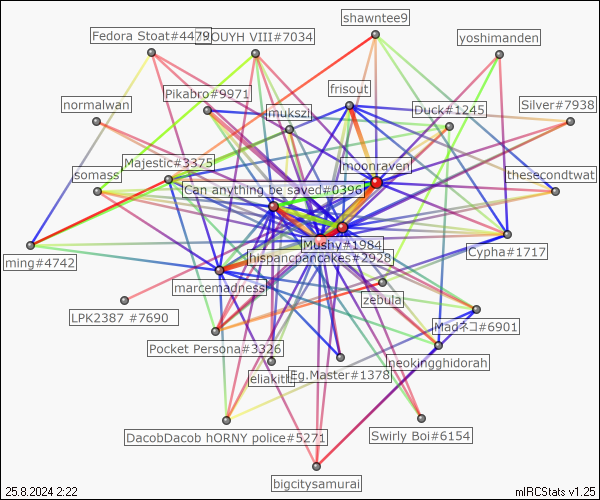 shawntee9
Fedora Stoat#4479
OUYH VIII#7034
yoshimanden
frisout
Pikabro#9971
Silver#7938
normalwan
mukszi
Duck#1245
Majestic#3375
moonraven
somass
thesecondtwat
Can anything be saved#0396
Mushy#1984
Cypha#1717
ming#4742
hispancpancakes#2928
marcemadness
zebula
LPK2387 #7690
Madネコ#6901
Pocket Persona#3326
neokingghidorah
eliakitti
Eg.Master#1378
DacobDacob hORNY police#5271
Swirly Boi#6154
bigcitysamurai
25.8.2024 2:22
mIRCStats v1.25